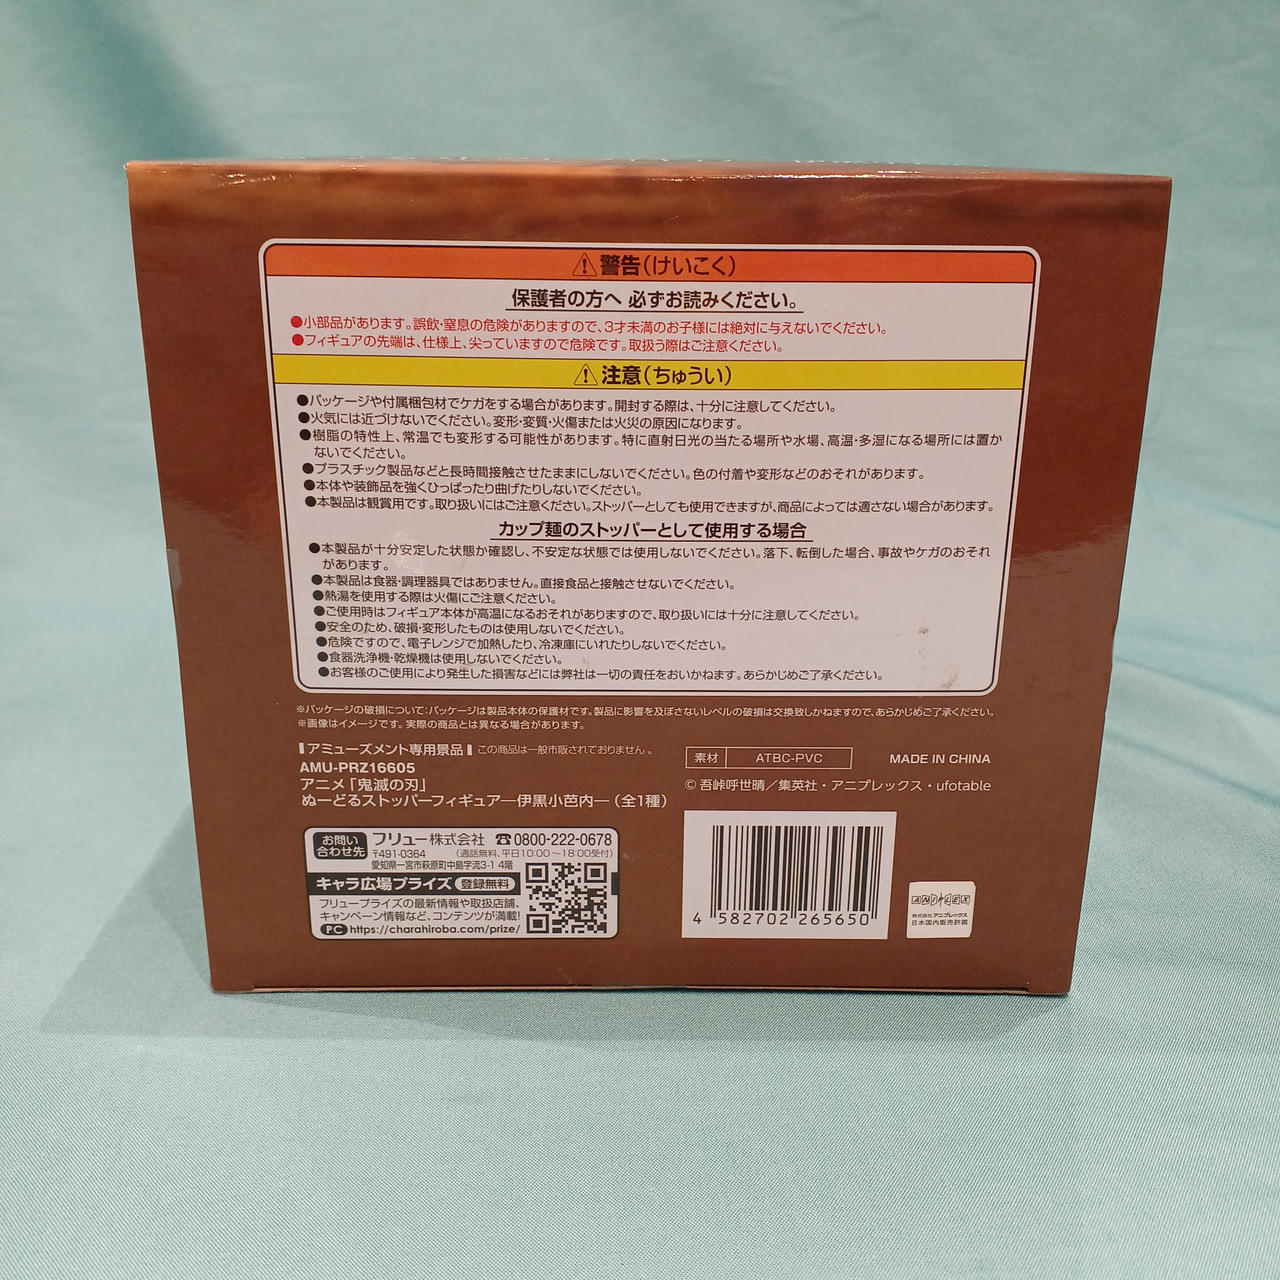 ⚠警告(けいこく)
保護者の方へ 必ずお読みください。
●小部品があります。誤飲・窒息の危険がありますので、3才未満のお子様には絶対に与えないでください。
●フィギュアの先端は、仕様上、尖っていますので危険です。取扱う際はご注意ください。
⚠注意(ちゅうい)
●パッケージや付属梱包材でケガをする場合があります。開封する際は、十分に注意してください。
●火気には近づけないでください。変形・変質・火傷または火災の原因になります。
●樹脂の特性上、常温でも変形する可能性があります。特に直射日光の当たる場所や水場、高温・多湿になる場所には置か
ないでください。
●プラスチック製品などと長時間接触させたままにしないでください。色の付着や変形などのおそれがあります。
●本体や装飾品を強くひっぱったり曲げたりしないでください。
●本製品は観賞用です。取り扱いにはご注意ください。ストッパーとしても使用できますが、商品によっては適さない場合があります。
カップ麺のストッパーとして使用する場合
●本製品が十分安定した状態か確認し、不安定な状態では使用しないでください。落下、転倒した場合、事故やケガのおそれ
があります。
●本製品は食器・調理器具ではありません。直接食品と接触させないでください。
●熱湯を使用する際は火傷にご注意ください。
●ご使用時はフィギュア本体が高温になるおそれがありますので、取り扱いには十分に注意してください。
●安全のため、破損・変形したものは使用しないでください。
●危険ですので、電子レンジで加熱したり、冷凍庫にいれたりしないでください。
●食器洗浄機・乾燥機は使用しないでください。
●お客様のご使用により発生した損害などには弊社は一切の責任をおいかねます。あらかじめご了承ください。
※パッケージの破損について:パッケージは製品本体の保護材です。製品に影響を及ぼさないレベルの破損は交換致しかねますので、あらかじめご了承ください。
※画像はイメージです。実際の商品とは異なる場合があります。
アミューズメント専用景品 この商品は一般市販されておりません。
AMU-PRZ16605
アニメ「鬼滅の刃」
ぬーどるストッパーフィギュア―伊黒小芭内―(全1種)
素材 ATBC-PVC
MADE IN CHINA
©吾峠呼世晴/集英社・アニプレックス・ufotable
お問い合わせ先 フリュー株式会社 ☎0800-222-0678
〒491-0364 (通話無料、平日10:00～18:00受付)
愛知県一宮市萩原町中島字流3-1 4階
キャラ広場プライズ 登録無料
フリュープライズの最新情報や取扱店舗、
キャンペーン情報など、コンテンツが満載!
PC https://charahiroba.com/prize/
4 582702 265650
ANIPLEX
株式会社アニプレックス
日本国内販売許諾